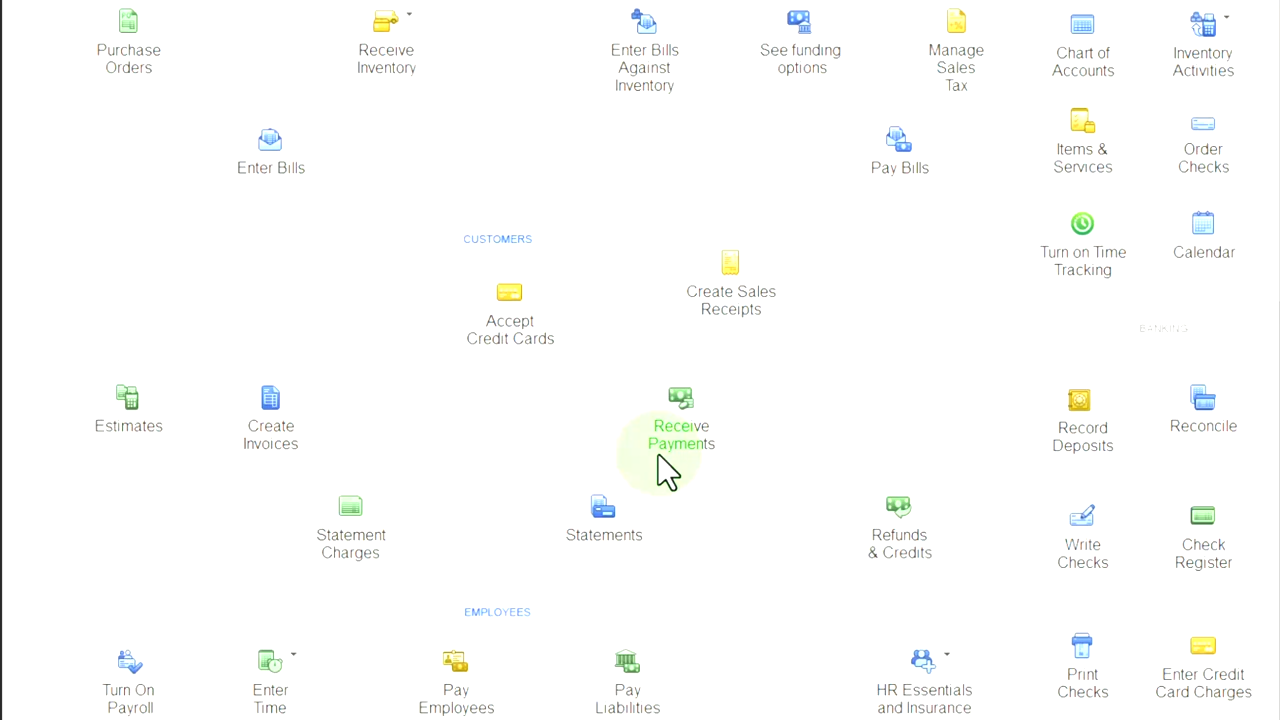 Purchase
Orders
Receive
Inventory
Enter Bills
Against
Inventory
See funding
options
Manage
Sales
Tax
Chart of
Accounts
Inventory
Activities
Enter Bills
Pay Bills
Items &
Services
Order
Checks
CUSTOMERS
Turn on Time
Tracking
Calendar
Create Sales
Receipts
Accept
Credit Cards
BANKING
Estimates
Create
Invoices
Receive
Payments
Record
Deposits
Reconcile
Statement
Charges
Statements
Refunds
& Credits
Write
Checks
Check
Register
EMPLOYEES
Turn On
Payroll
Enter
Time
Pay
Employees
Pay
Liabilities
HR Essentials
and Insurance
Print
Checks
Enter Credit
Card Charges